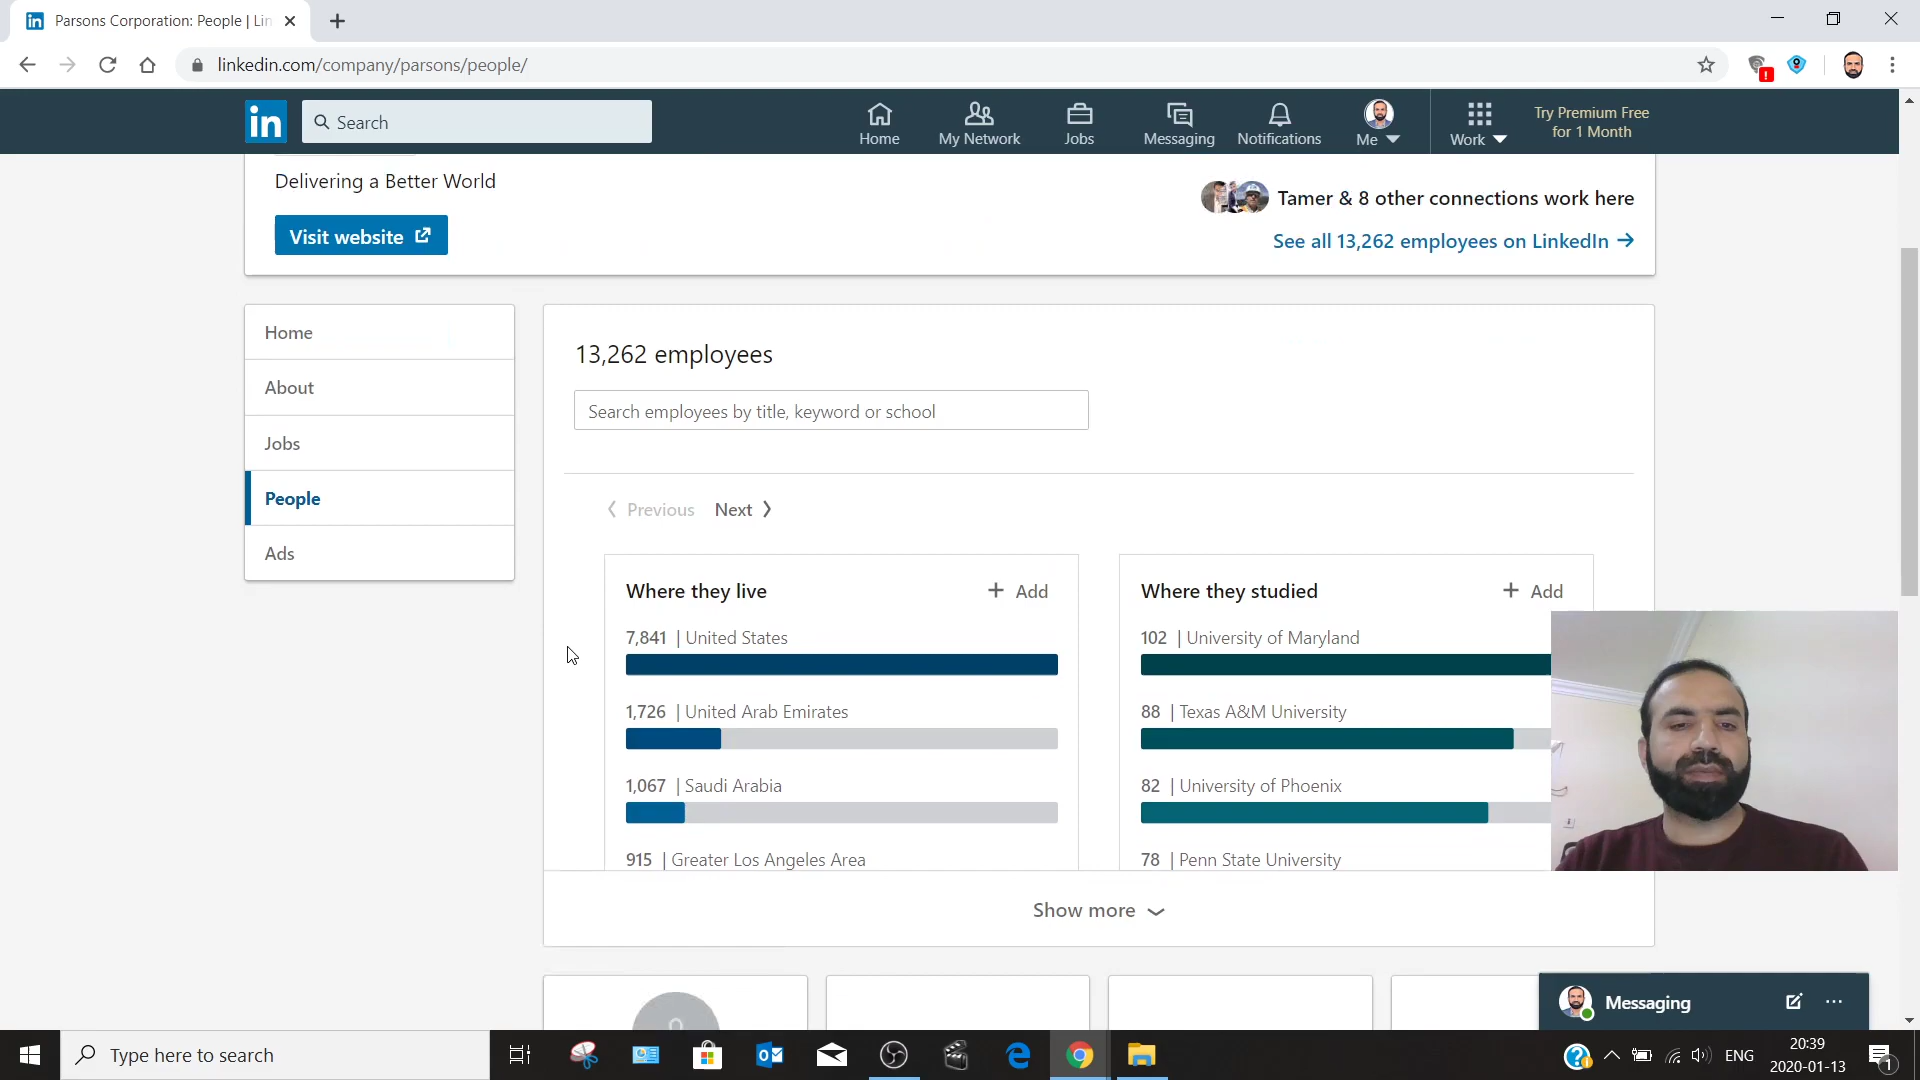 Parsons Corporation: People | Lin
linkedin.com/company/parsons/people/
in
Search
Home
My Network
Jobs
Messaging
Notifications
Me
Work
Try Premium Free
for 1 Month
Delivering a Better World
Tamer & 8 other connections work here
Visit website
See all 13,262 employees on LinkedIn
Home
About
Jobs
People
Ads
13,262 employees
Search employees by title, keyword or school
Previous
Next
Where they live
+ Add
7,841 | United States
1,726 | United Arab Emirates
1,067 | Saudi Arabia
915 | Greater Los Angeles Area
Where they studied
+ Add
102 | University of Maryland
88 | Texas A&M University
82 | University of Phoenix
78 | Penn State University
Show more
Messaging
Type here to search
ENG
20:39
2020-01-13
1